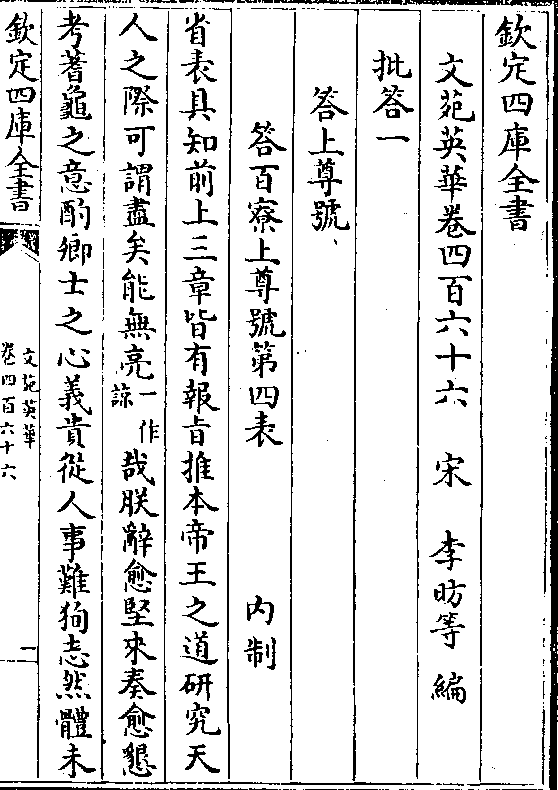 欽定四庫全書
文苑英華卷四百六十六 宋 李昉等 編
批答一
答上尊號
答百寮上尊號第四表 內制
省表具知前上三章皆有報旨推本帝王之道研究天
人之際可謂盡矣能無亮一作諒哉朕辭愈堅來奏愈懇
考蓍龜之意酌鄉士之心義貴從人事難狥志然體未
欽定四庫全書
文苑英華
卷四百六十六
一